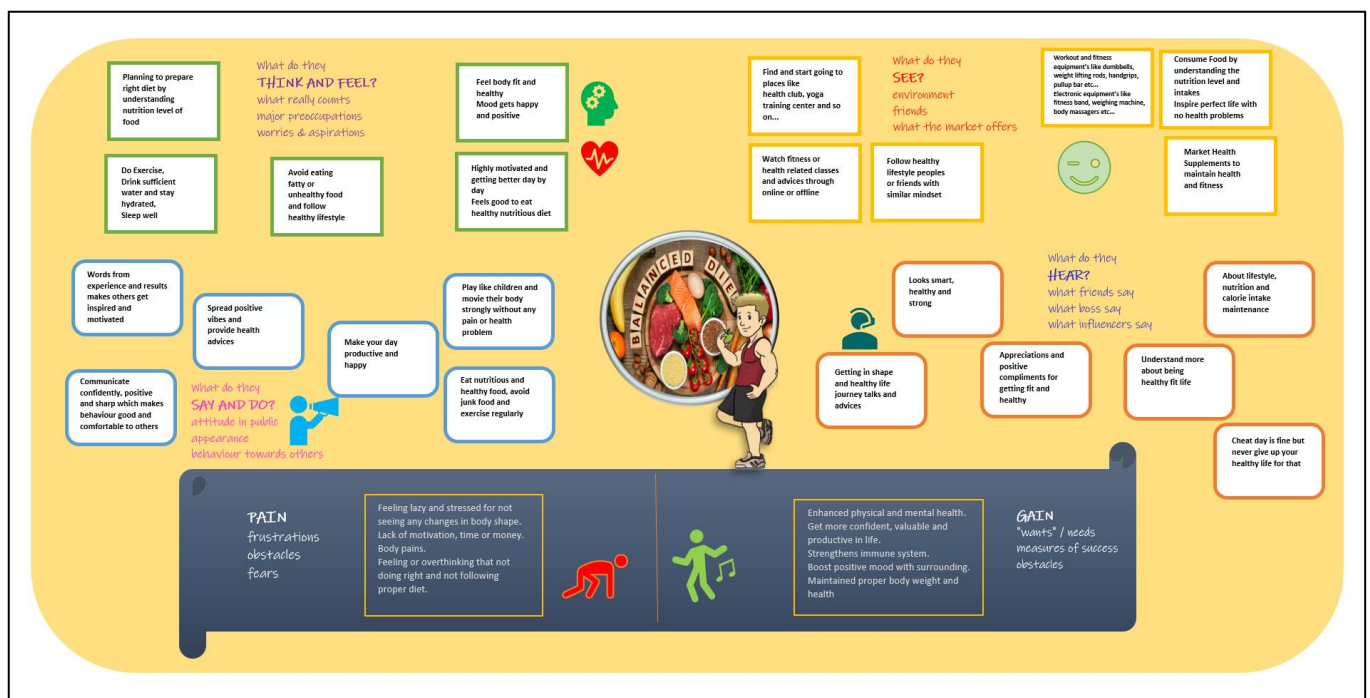 Planning to prepare
right diet by
understanding
nutrition level of
food
What do they
THINK AND FEEL?
what really counts
major preoccupations
worries & aspirations
Feel body fit and
healthy
Mood gets happy
and positive
Do Exercise,
Drink sufficient
water and stay
hydrated,
Sleep well
Avoid eating
fatty or
unhealthy food
and follow
healthy lifestyle
Highly motivated and
getting better day by
day
Feels good to eat
healthy nutritious diet
Find and start going to
places like
health club, yoga
training center and so
on...
What do they
SEE?
environment
friends
what the market offers
Workout and fitness
equipment's like dumbbells,
weight lifting rods, handgrips,
pullup bar etc...
Electronic equipment's like
fitness band, weighing machine,
body massagers etc...
Consume Food by
understanding the
nutrition level and
intakes
Inspire perfect life with
no health problems
Watch fitness or
health related classes
and advices through
online or offline
Follow healthy
lifestyle peoples
or friends with
similar mindset
Market Health
Supplements to
maintain health
and fitness
Words from
experience and results
makes others get
inspired and
motivated
Spread positive
vibes and
provide health
advices
Make your day
productive and
happy
Play like children and
movie their body
strongly without any
pain or health
problem
Communicate
confidently, positive
and sharp which makes
behaviour good and
comfortable to others
What do they
SAY AND DO?
attitude in public
appearance
behaviour towards others
Eat nutritious and
healthy food, avoid
junk food and
exercise regularly
BALANCED DIET
Looks smart,
healthy and
strong
What do they
HEAR?
what friends say
what boss say
what influencers say
About lifestyle,
nutrition and
calorie intake
maintenance
Getting in shape
and healthy life
journey talks and
advices
Appreciations and
positive
compliments for
getting fit and
healthy
Understand more
about being
healthy fit life
Cheat day is fine but
never give up your
healthy life for that
PAIN
frustrations
obstacles
fears
Feeling lazy and stressed for not
seeing any changes in body shape.
Lack of motivation, time or money.
Body pains.
Feeling or overthinking that not
doing right and not following
proper diet.
Enhanced physical and mental health.
Get more confident, valuable and
productive in life.
Strengthens immune system.
Boost positive mood with surrounding.
Maintained proper body weight and
health
GAIN
"wants" / needs
measures of success
obstacles